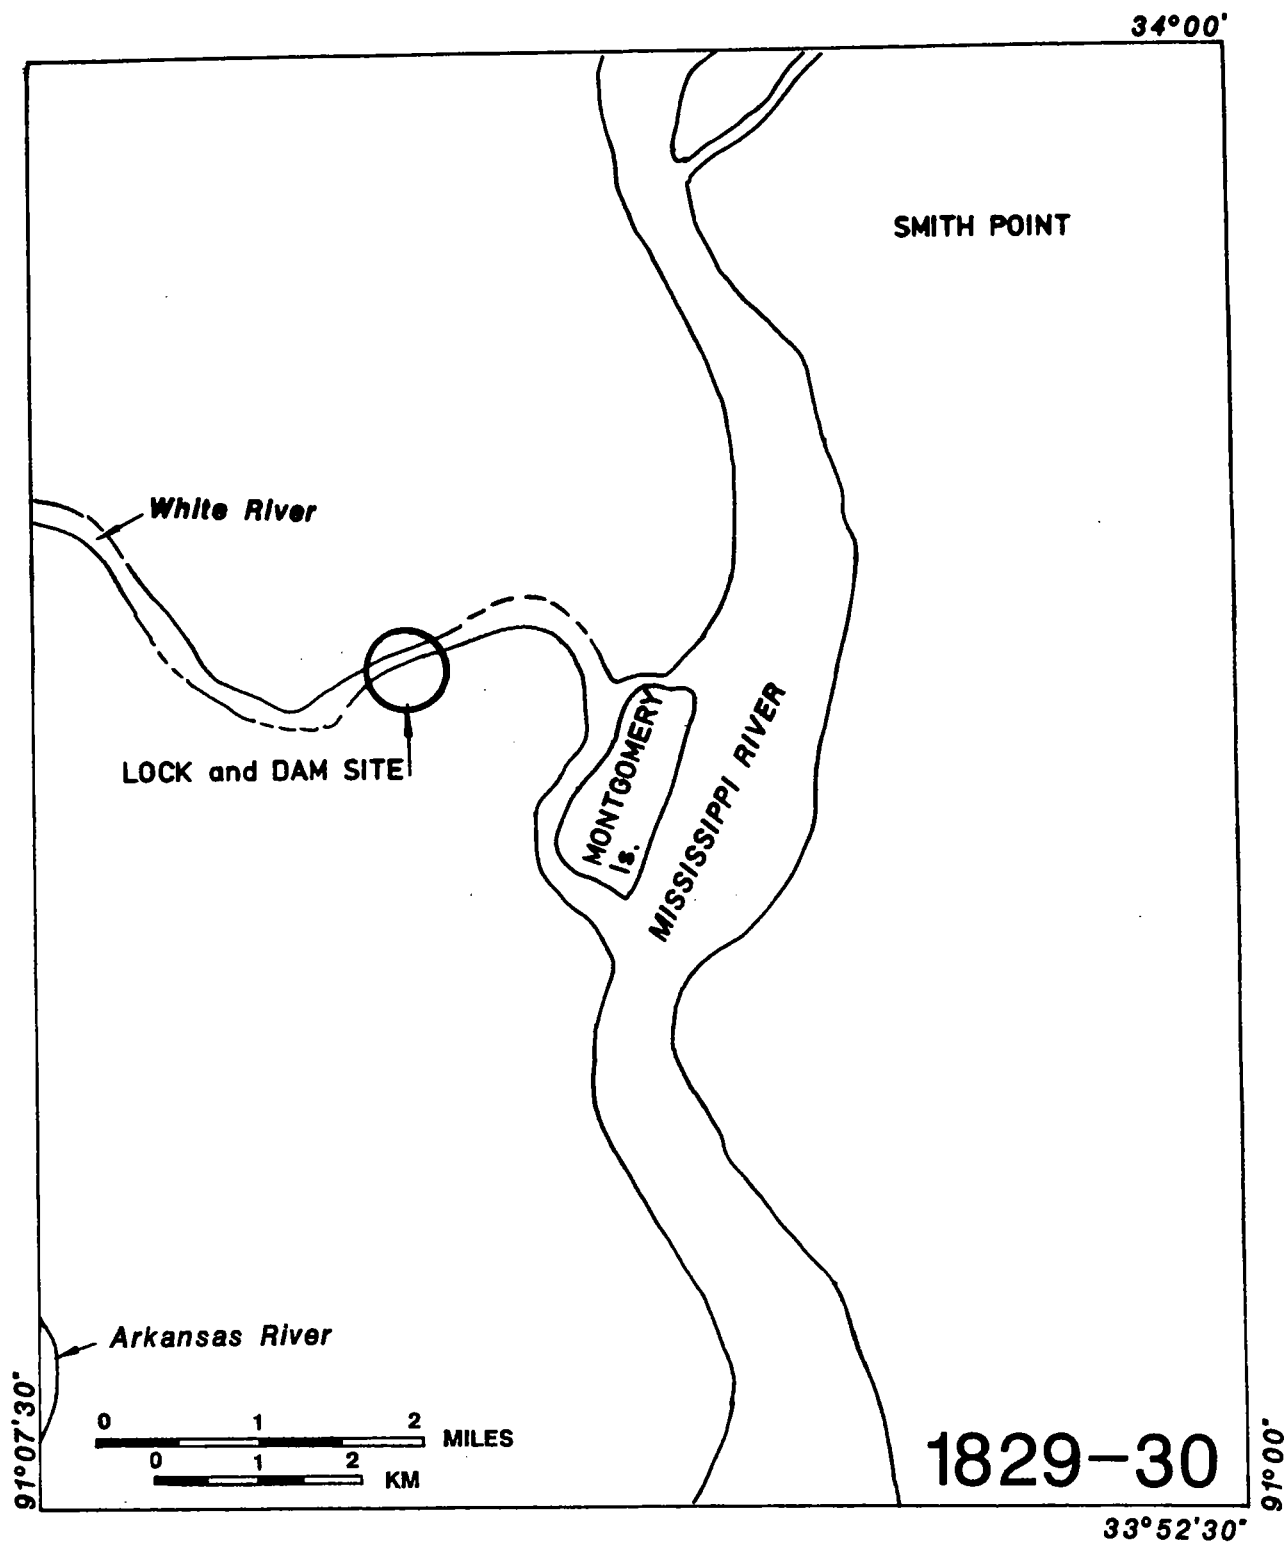 34°00'
SMITH POINT
White River
LOCK and DAM SITE
MONTGOMERY
Is.
MISSISSIPPI RIVER
Arkansas River
0 1 2 MILES
0 1 2 KM
1829-30
91°07'30"
91°00'
33°52'30"